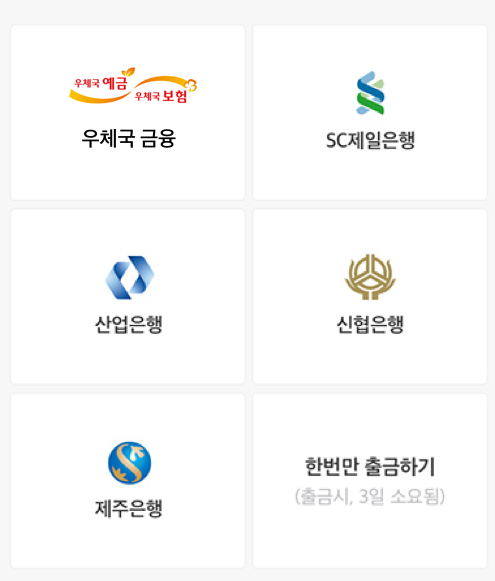 우체국 예금
우체국 보험
우체국 금융
SC제일은행
산업은행
신협은행
제주은행
한번만 출금하기
(출금시, 3일 소요됨)